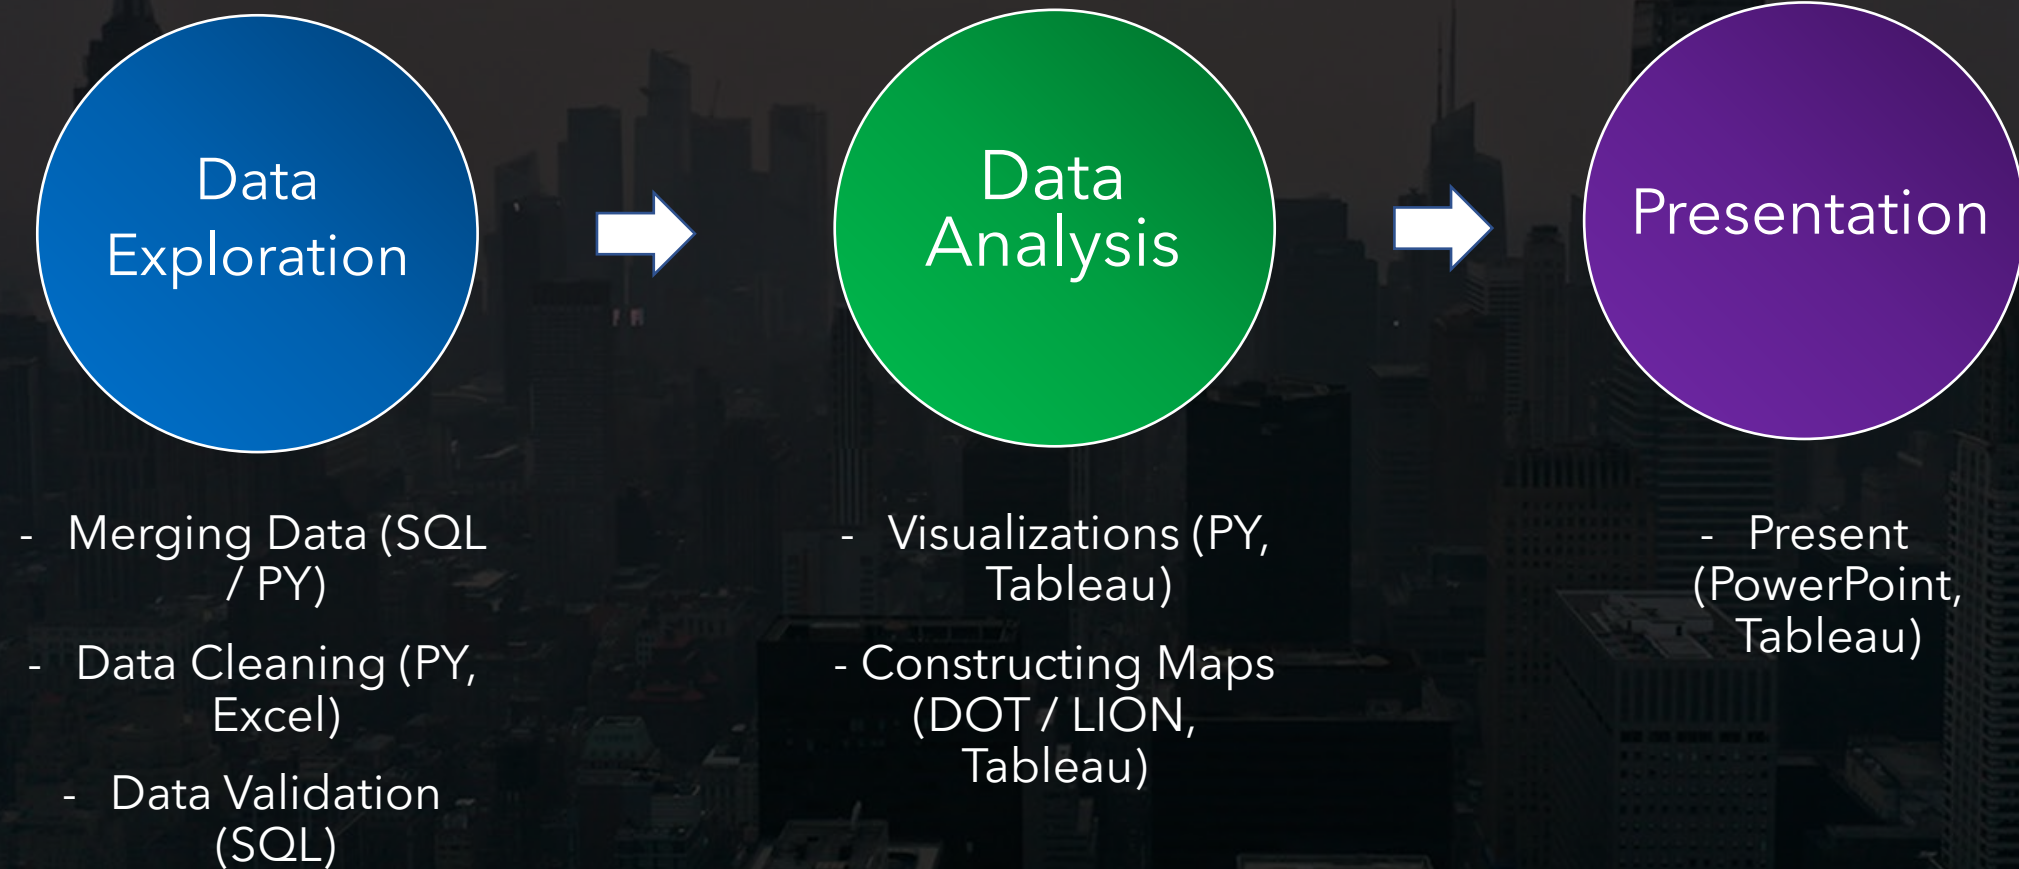 Data
Exploration
Data
Analysis
Presentation
- Merging Data (SQL
/ PY)
- Data Cleaning (PY,
Excel)
- Data Validation
(SQL)
- Visualizations (PY,
Tableau)
- Constructing Maps
(DOT / LION,
Tableau)
- Present
(PowerPoint,
Tableau)